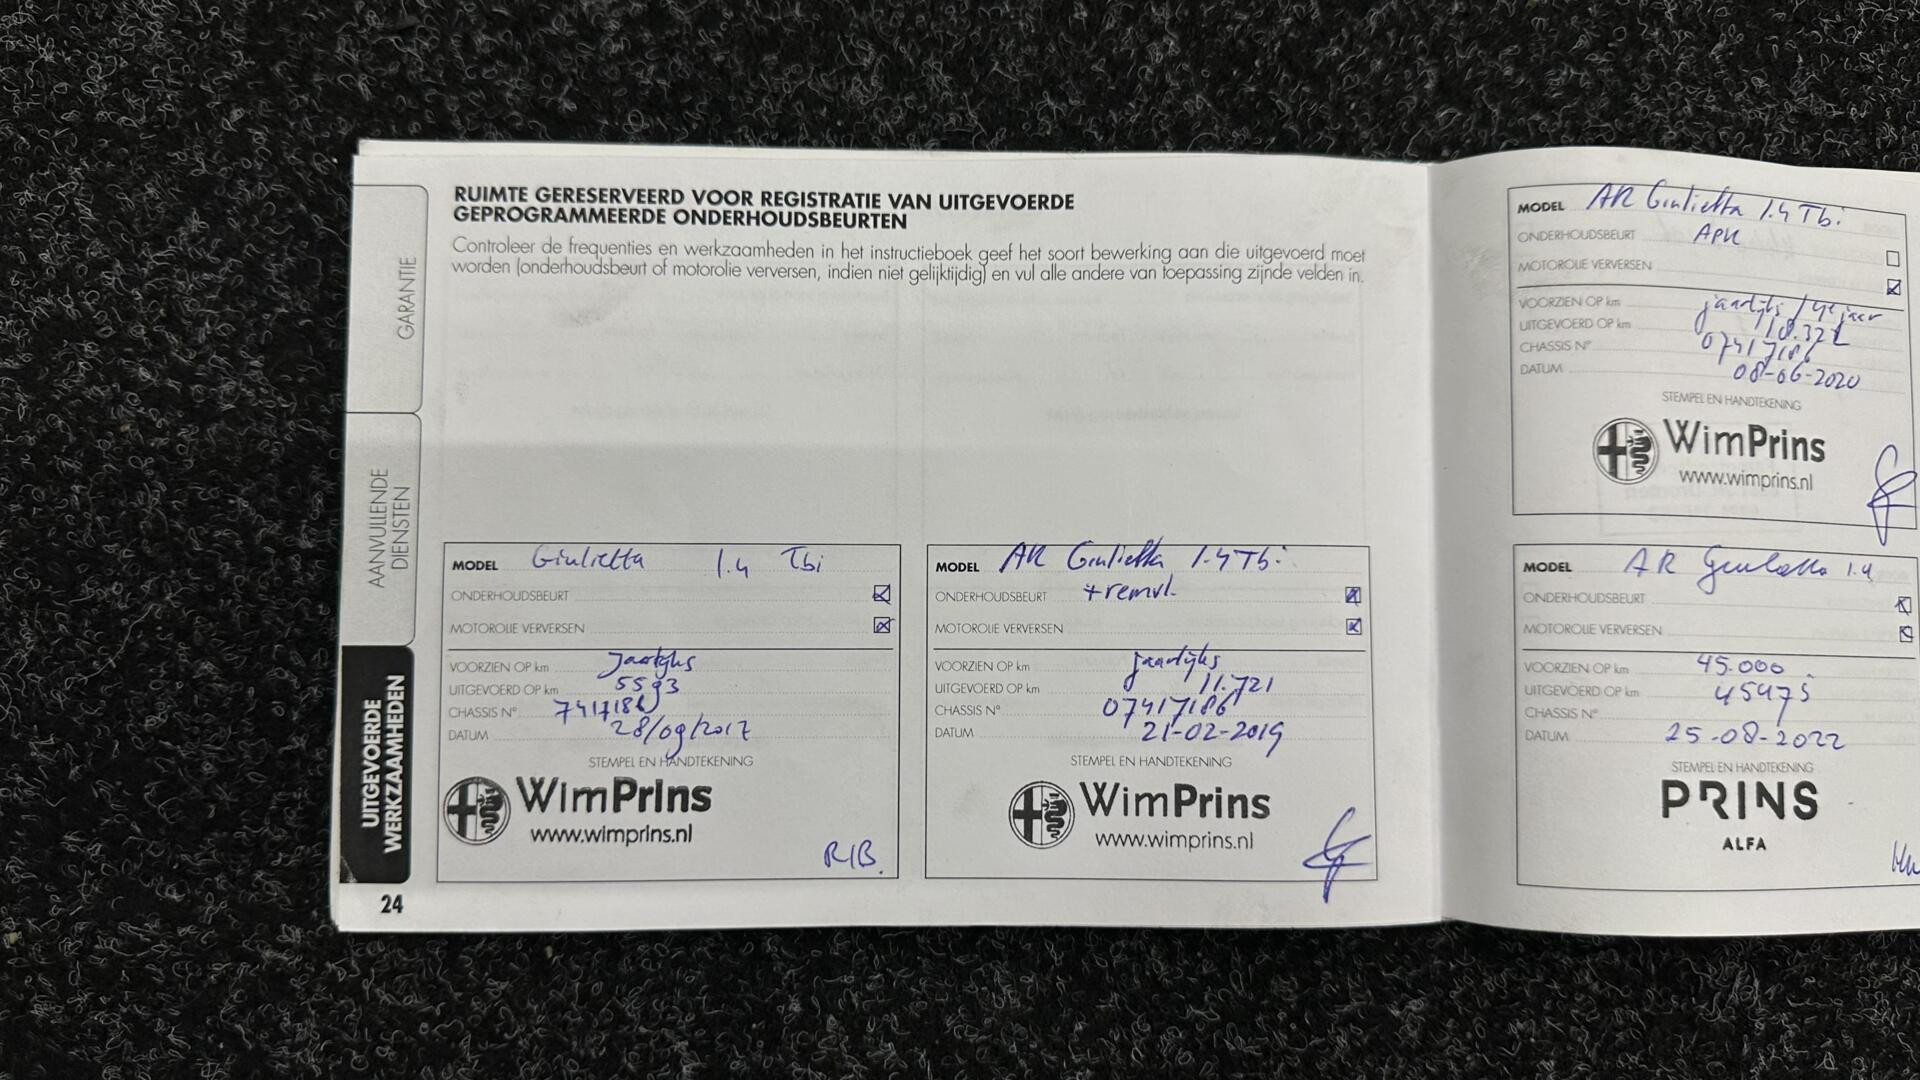 RUIMTE GERESERVEERD VOOR REGISTRATIE VAN UITGEVOERDE
GEPROGRAMMEERDE ONDERHOUDSBEURTEN
Controleer de frequenties en werkzaamheden in het instructieboek geef het soort bewerking aan die uitgevoerd moet
worden (onderhoudsbeurt of motorolie verversen, indien niet gelijktijdig) en vul alle andere van toepassing zijnde velden in.
GARANTIE
AANVULLENDE
DIENSTEN
UITGEVOERDE
WERKZAAMHEDEN
24
MODEL Giulietta 1.4 Tbi
ONDERHOUDSBEURT
MOTOROLIE VERVERSEN
VOORZIEN OP km Jaarlijks
UITGEVOERD OP km 5593
CHASSIS N° 7417186
DATUM 28/09/2017
STEMPEL EN HANDTEKENING
WimPrins
www.wimprins.nl
R/B.
MODEL AR Giulietta 1.4 Tbi
ONDERHOUDSBEURT + remvl.
MOTOROLIE VERVERSEN
VOORZIEN OP km jaarlijks
UITGEVOERD OP km 11.721
CHASSIS N° 07417186
DATUM 21-02-2019
STEMPEL EN HANDTEKENING
WimPrins
www.wimprins.nl
MODEL AR Giulietta 1.4 Tbi
ONDERHOUDSBEURT APK
MOTOROLIE VERVERSEN
VOORZIEN OP km jaarlijks / 4e jaar
UITGEVOERD OP km 18.322
CHASSIS N° 07417186
DATUM 08-06-2020
STEMPEL EN HANDTEKENING
WimPrins
www.wimprins.nl
MODEL AR Giulietta 1.4
ONDERHOUDSBEURT
MOTOROLIE VERVERSEN
VOORZIEN OP km 45.000
UITGEVOERD OP km 45475
CHASSIS N°
DATUM 25-08-2022
STEMPEL EN HANDTEKENING
PRINS
ALFA